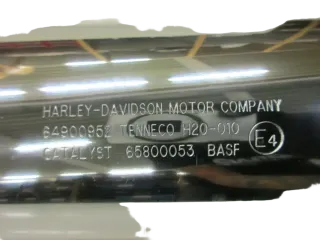 HARLEY-DAVIDSON MOTOR COMPANY
64900952 TENNECO H20-010
CATALYST 65800053 BASF
E4